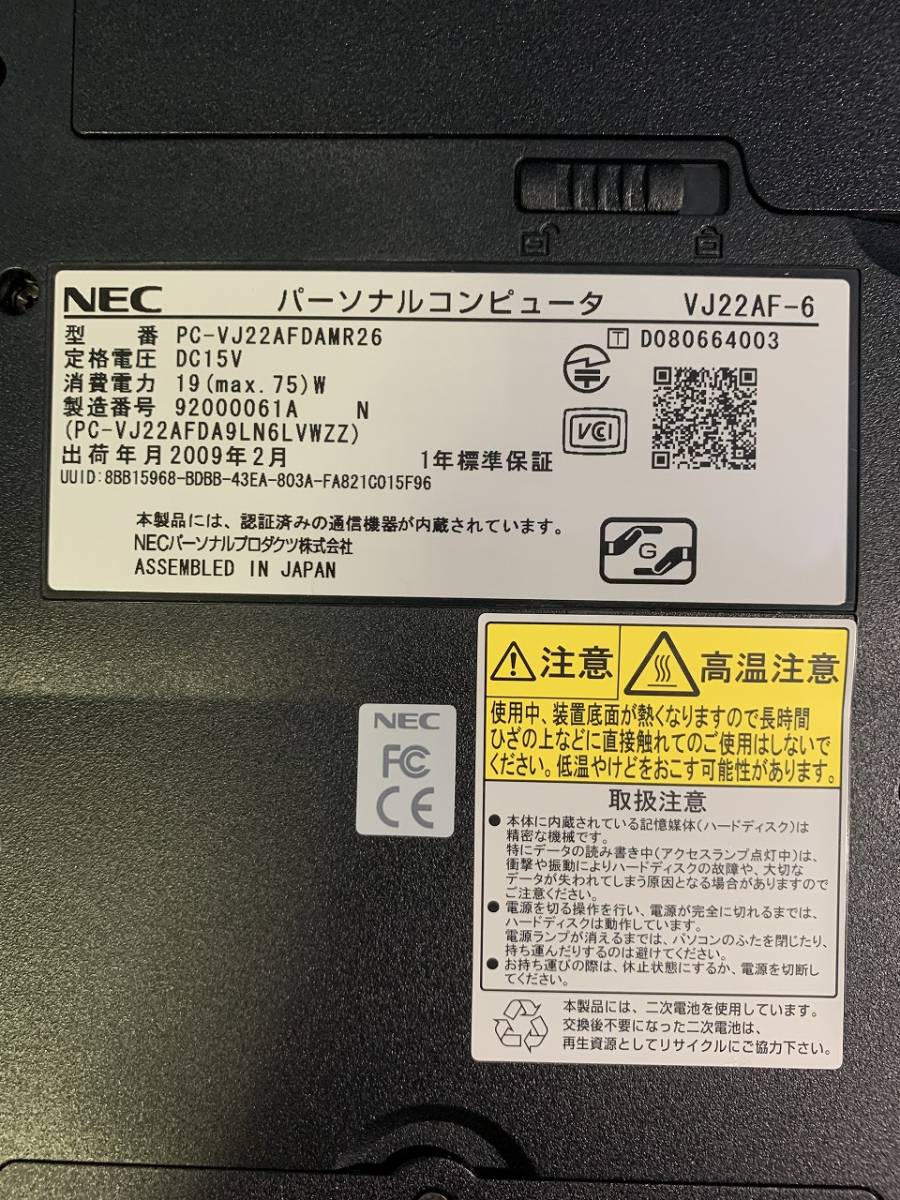 NEC パーソナルコンピュータ VJ22AF-6
型 番 PC-VJ22AFDAMR26
T D080664003
定格電圧 DC15V
消費電力 19(max.75)W
製造番号 92000061A N
(PC-VJ22AFDA9LN6LVWZZ)
VCI
出荷年月2009年2月 1年標準保証
UUID:8BB15968-BDBB-43EA-803A-FA821C015F96
本製品には、認証済みの通信機器が内蔵されています。
NECパーソナルプロダクツ株式会社
ASSEMBLED IN JAPAN
G
注意 高温注意
使用中、装置底面が熱くなりますので長時間
ひざの上などに直接触れてのご使用はしないで
ください。低温やけどをおこす可能性があります。
NEC
FC
CE
取扱注意
● 本体に内蔵されている記憶媒体(ハードディスク)は
精密な機械です。
特にデータの読み書き中(アクセスランプ点灯中)は、
衝撃や振動によりハードディスクの故障や、大切な
データが失われてしまう原因となる場合がありますので
ご注意ください。
● 電源を切る操作を行い、電源が完全に切れるまでは、
ハードディスクは動作しています。
電源ランプが消えるまでは、パソコンのふたを閉じたり、
持ち運んだりするのは避けてください。
● お持ち運びの際は、休止状態にするか、電源を切断し
てください。
本製品には、二次電池を使用しています。
交換後不要になった二次電池は、
再生資源としてリサイクルにご協力下さい。